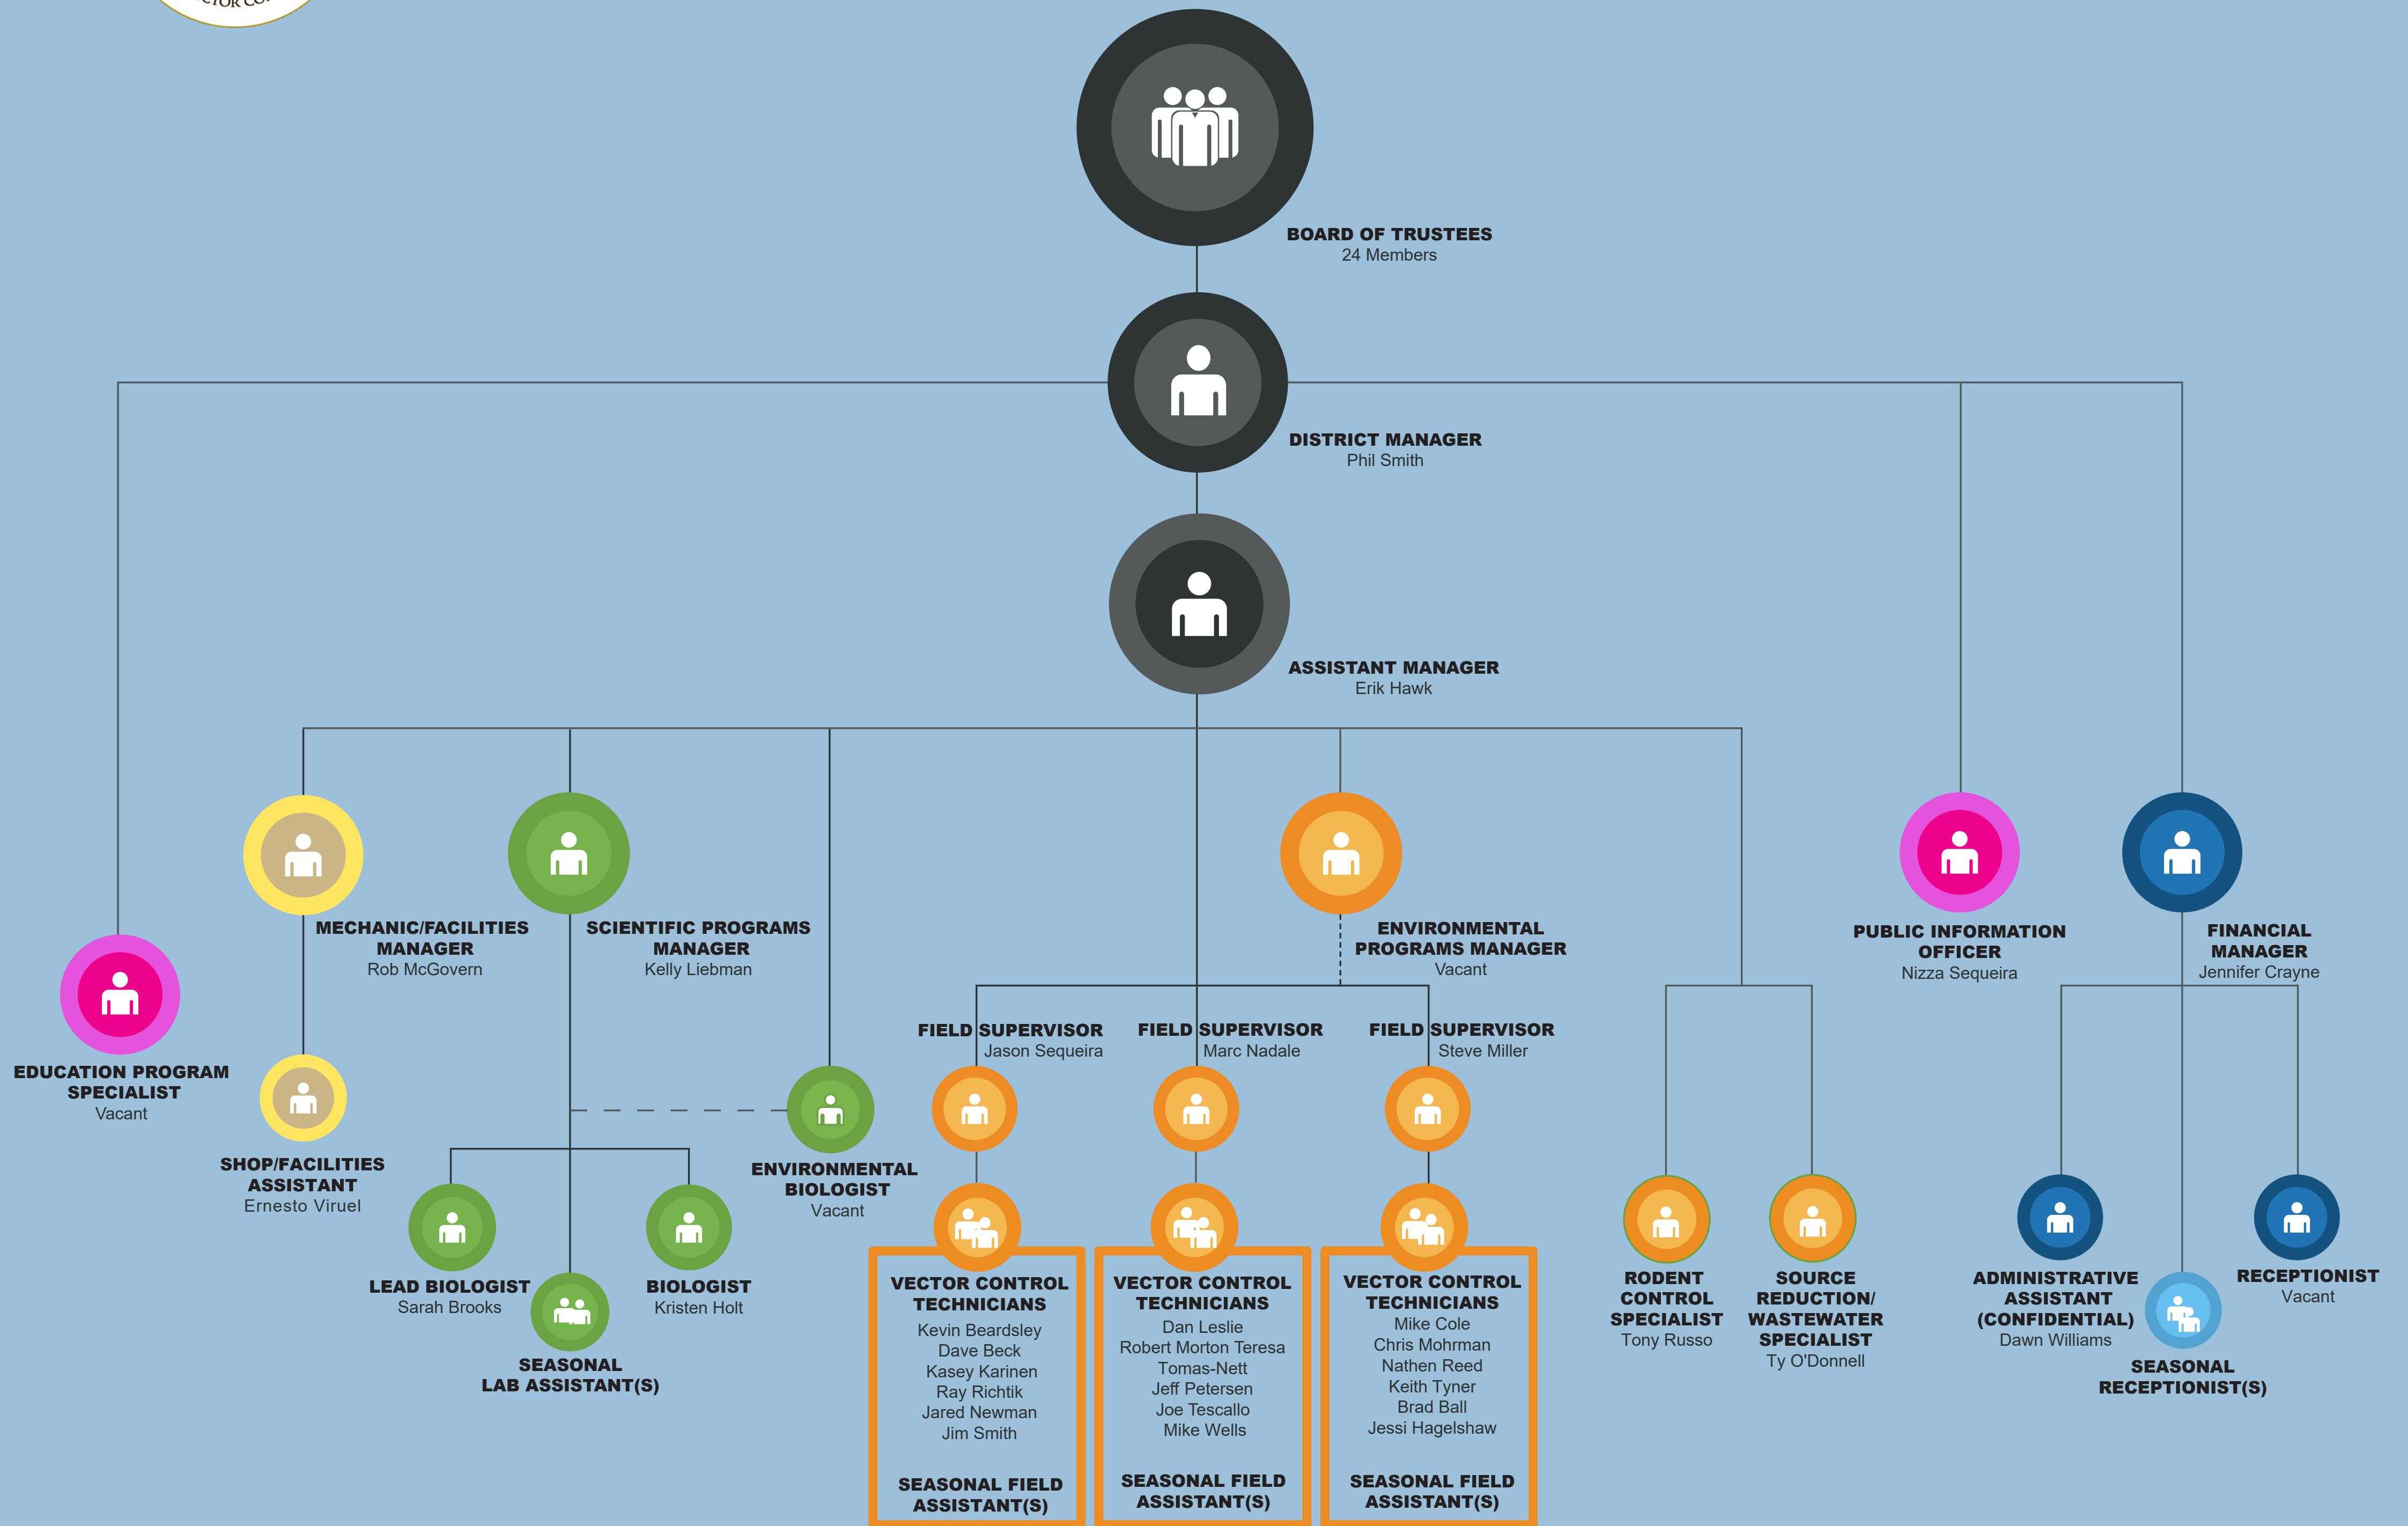 BOARD OF TRUSTEES
24 Members
DISTRICT MANAGER
Phil Smith
ASSISTANT MANAGER
Erik Hawk
MECHANIC/FACILITIES
MANAGER
Rob McGovern
SCIENTIFIC PROGRAMS
MANAGER
Kelly Liebman
ENVIRONMENTAL
PROGRAMS MANAGER
Vacant
PUBLIC INFORMATION
OFFICER
Nizza Sequeira
FINANCIAL
MANAGER
Jennifer Crayne
EDUCATION PROGRAM
SPECIALIST
Vacant
FIELD SUPERVISOR
Jason Sequeira
FIELD SUPERVISOR
Marc Nadale
FIELD SUPERVISOR
Steve Miller
SHOP/FACILITIES
ASSISTANT
Ernesto Viruel
ENVIRONMENTAL
BIOLOGIST
Vacant
LEAD BIOLOGIST
Sarah Brooks
BIOLOGIST
Kristen Holt
SEASONAL
LAB ASSISTANT(S)
VECTOR CONTROL
TECHNICIANS
Kevin Beardsley
Dave Beck
Kasey Karinen
Ray Richtik
Jared Newman
Jim Smith
SEASONAL FIELD
ASSISTANT(S)
VECTOR CONTROL
TECHNICIANS
Dan Leslie
Robert Morton Teresa
Tomas-Nett
Jeff Petersen
Joe Tescallo
Mike Wells
SEASONAL FIELD
ASSISTANT(S)
VECTOR CONTROL
TECHNICIANS
Mike Cole
Chris Mohrman
Nathen Reed
Keith Tyner
Brad Ball
Jessi Hagelshaw
SEASONAL FIELD
ASSISTANT(S)
RODENT
CONTROL
SPECIALIST
Tony Russo
SOURCE
REDUCTION/
WASTEWATER
SPECIALIST
Ty O'Donnell
ADMINISTRATIVE
ASSISTANT
(CONFIDENTIAL)
Dawn Williams
SEASONAL
RECEPTIONIST(S)
RECEPTIONIST
Vacant